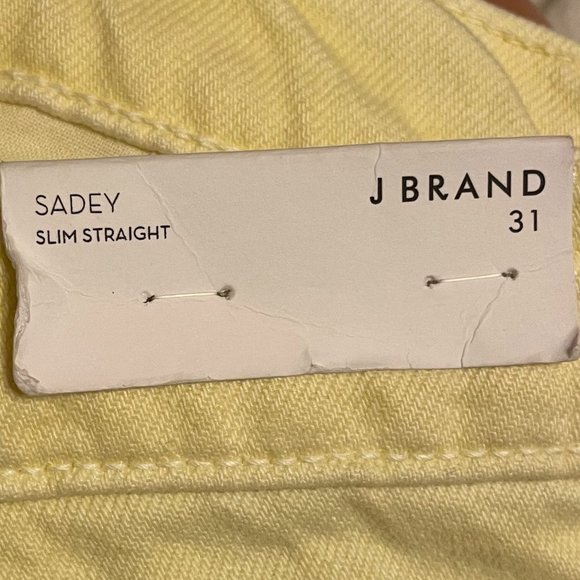 SADEY
SLIM STRAIGHT
J BRAND
31